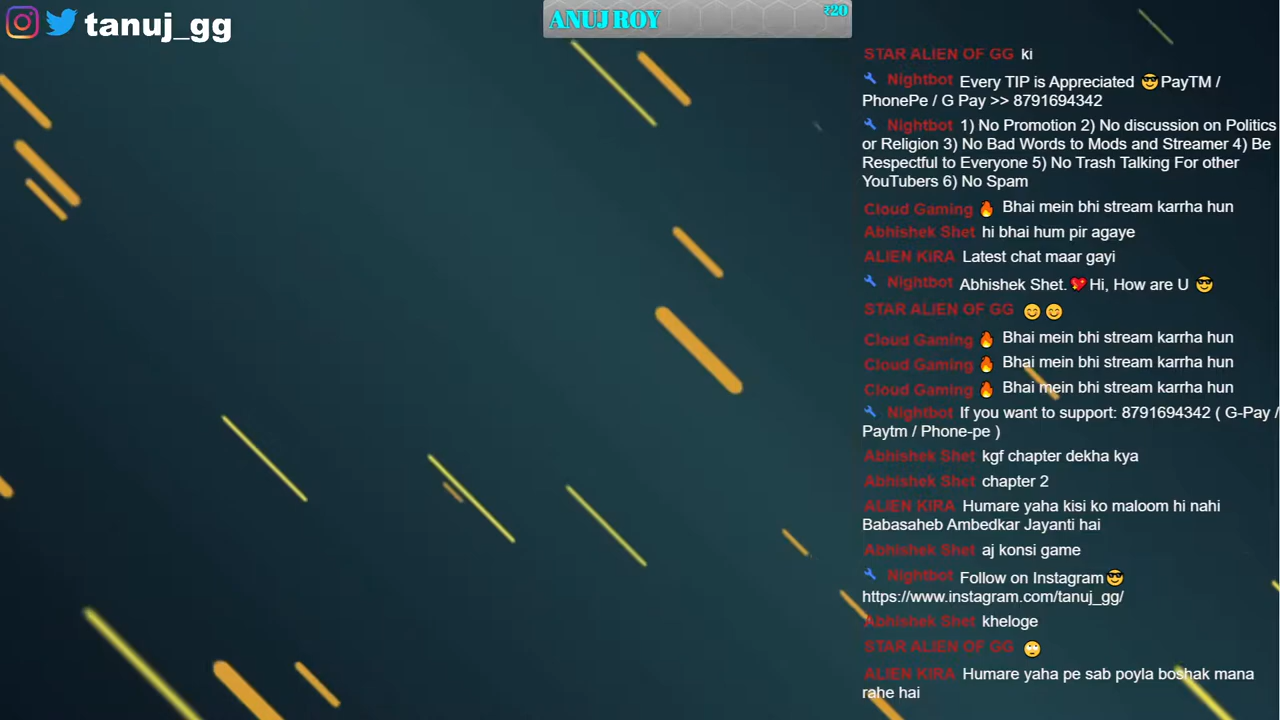 tanuj_gg
ANUJ ROY
₹20
STAR ALIEN OF GG ki
Nightbot Every TIP is Appreciated 😎PayTM /
PhonePe / G Pay >> 8791694342
Nightbot 1) No Promotion 2) No discussion on Politics
or Religion 3) No Bad Words to Mods and Streamer 4) Be
Respectful to Everyone 5) No Trash Talking For other
YouTubers 6) No Spam
Cloud Gaming 🔥 Bhai mein bhi stream karrha hun
Abhishek Shet hi bhai hum pir agaye
ALIEN KIRA Latest chat maar gayi
Nightbot Abhishek Shet.💖Hi, How are U 😎
STAR ALIEN OF GG 😊😊
Cloud Gaming 🔥 Bhai mein bhi stream karrha hun
Cloud Gaming 🔥 Bhai mein bhi stream karrha hun
Cloud Gaming 🔥 Bhai mein bhi stream karrha hun
Nightbot If you want to support: 8791694342 ( G-Pay /
Paytm / Phone-pe )
Abhishek Shet kgf chapter dekha kya
Abhishek Shet chapter 2
ALIEN KIRA Humare yaha kisi ko maloom hi nahi
Babasaheb Ambedkar Jayanti hai
Abhishek Shet aj konsi game
Nightbot Follow on Instagram😎
https://www.instagram.com/tanuj_gg/
Abhishek Shet kheloge
STAR ALIEN OF GG 🙄
ALIEN KIRA Humare yaha pe sab poyla boshak mana
rahe hai